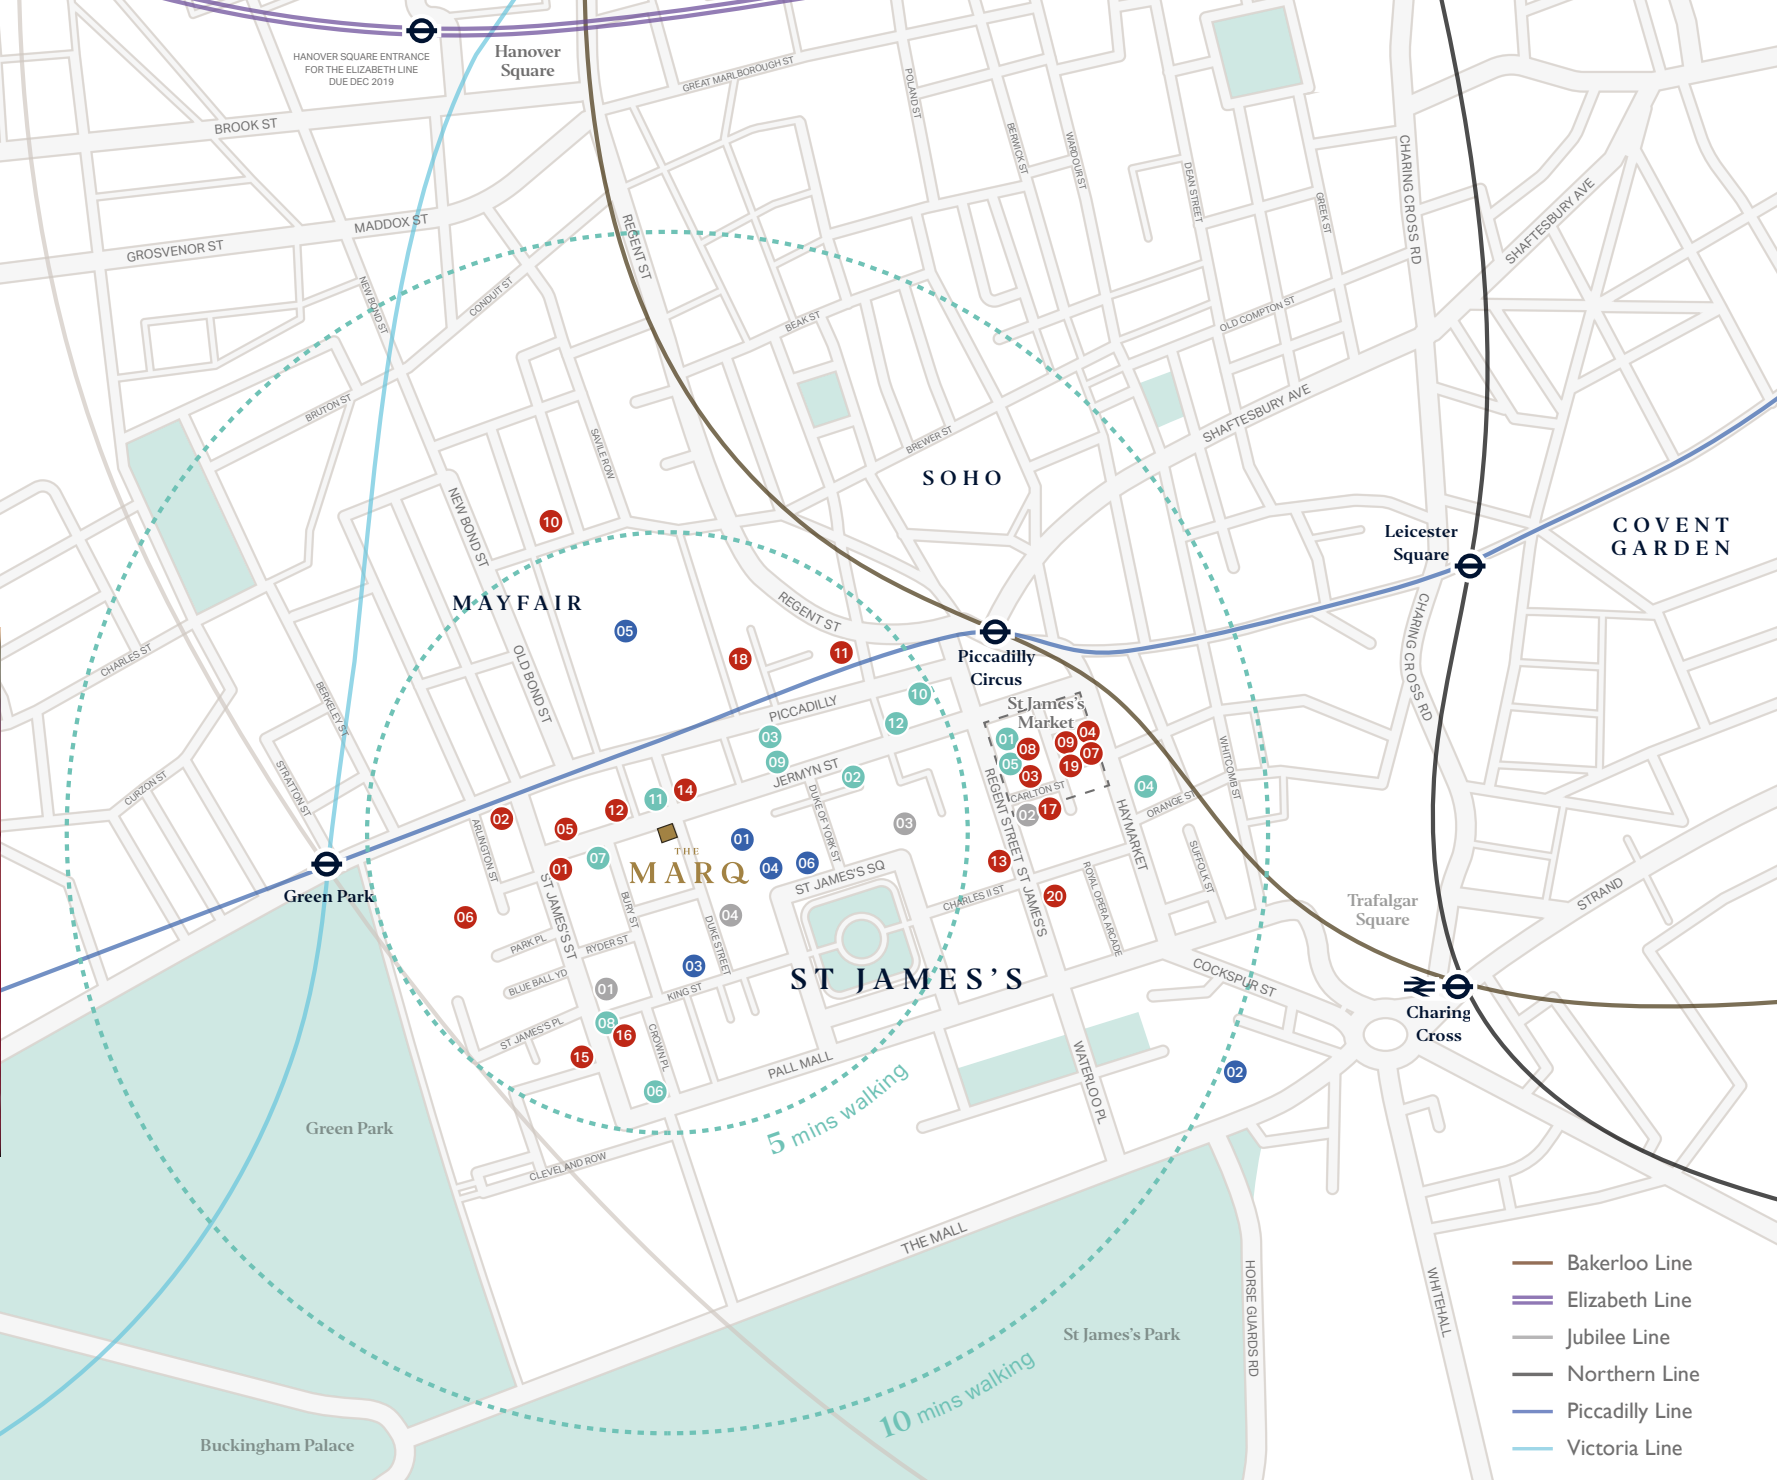 HANOVER SQUARE ENTRANCE
FOR THE ELIZABETH LINE
DUE DEC 2019
Hanover
Square
GREAT MARLBOROUGH ST
POLAND ST
BERWICK ST
WARDOUR ST
DEAN STREET
GREEK ST
CHARING CROSS RD
SHAFTESBURY AVE
BROOK ST
MADDOX ST
GROSVENOR ST
REGENT ST
NEW BOND ST
CONDUIT ST
BEAK ST
OLD COMPTON ST
BRUTON ST
SAVILE ROW
BREWER ST
SHAFTESBURY AVE
SOHO
NEW BOND ST
10
Leicester
Square
COVENT
GARDEN
MAYFAIR
05
REGENT ST
CHARING CROSS RD
CHARLES ST
BERKELEY ST
OLD BOND ST
18
11
Piccadilly
Circus
PICCADILLY
10
12
03
09
JERMYN ST
02
St James's
Market
01
08
09
04
07
05
03
19
CARLTON ST
02
17
04
ORANGE ST
WHITCOMB ST
HAYMARKET
CURZON ST
STRATTON ST
ARLINGTON ST
02
05
12
11
14
01
07
THE
MARQ
01
04
06
DUKE OF YORK ST
03
ST JAMES'S SQ
REGENT STREET ST JAMES'S
13
20
CHARLES II ST
ROYAL OPERA ARCADE
SUFFOLK ST
Green Park
06
ST JAMES'S ST
BURY ST
04
DUKE STREET
PARK PL
RYDER ST
BLUE BALL YD
03
KING ST
01
ST JAMES'S
COCKSPUR ST
Trafalgar
Square
STRAND
Charing
Cross
ST JAMES'S PL
08
16
15
CROWN PL
06
PALL MALL
WATERLOO PL
02
5 mins walking
Green Park
CLEVELAND ROW
THE MALL
HORSE GUARDS RD
WHITEHALL
St James's Park
10 mins walking
Buckingham Palace
Bakerloo Line
Elizabeth Line
Jubilee Line
Northern Line
Piccadilly Line
Victoria Line